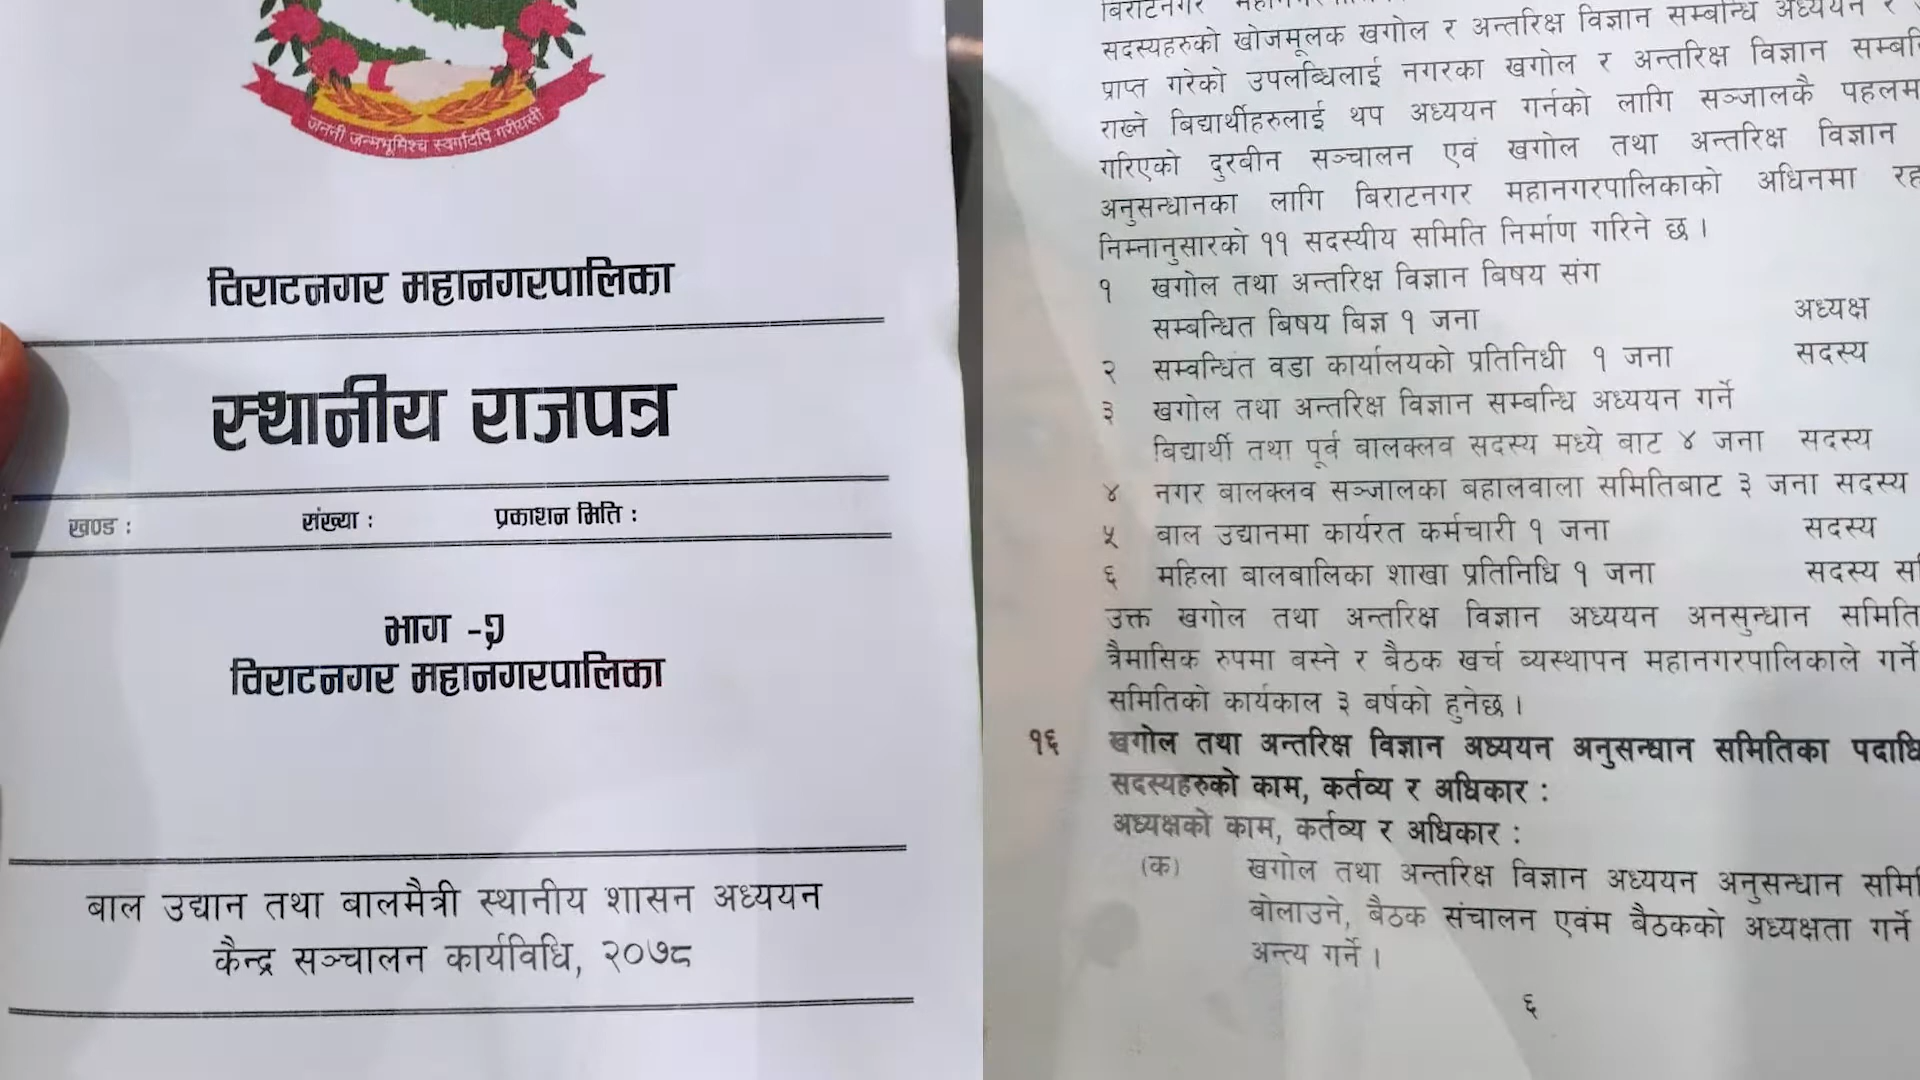 जननी जन्मभूमिश्च स्वर्गादपि गरीयसी
विराटनगर महानगरपालिका
स्थानीय राजपत्र
खण्ड : संख्या : प्रकाशन मिति :
भाग -२
विराटनगर महानगरपालिका
बाल उद्यान तथा बालमैत्री स्थानीय शासन अध्ययन
कैन्द्र सञ्चालन कार्यविधि, २०७८
बिराटनगर
सदस्यहरुको खोजमूलक खगोल र अन्तरिक्ष विज्ञान सम्बन्धि अध्ययन र
प्राप्त गरेको उपलब्धिलाई नगरका खगोल र अन्तरिक्ष विज्ञान
राख्ने बिद्यार्थीहरुलाई थप अध्ययन गर्नको लागि सञ्जालकै
गरिएको दुरबीन सञ्चालन एवं खगोल तथा अन्तरिक्ष विज्ञान
अनुसन्धानका लागि बिराटनगर महानगरपालिकाको अधिनमा
निम्नानुसारको ११ सदस्यीय समिति निर्माण गरिने छ ।
१ खगोल तथा अन्तरिक्ष विज्ञान बिषय संग
सम्बन्धित बिषय बिज्ञ १ जना अध्यक्ष
२ सम्वन्धित वडा कार्यालयको प्रतिनिधी १ जना सदस्य
३ खगोल तथा अन्तरिक्ष विज्ञान सम्बन्धि अध्ययन गर्ने
बिद्यार्थी तथा पूर्व बालक्लव सदस्य मध्ये बाट ४ जना सदस्य
४ नगर बालक्लव सञ्जालका बहालवाला समितिबाट ३ जना सदस्य
५ बाल उद्यानमा कार्यरत कर्मचारी १ जना सदस्य
६ महिला बालबालिका शाखा प्रतिनिधि १ जना सदस्य
उक्त खगोल तथा अन्तरिक्ष विज्ञान अध्ययन अनसुन्धान समिति
त्रैमासिक रुपमा बस्ने र बैठक खर्च ब्यस्थापन महानगरपालिकाले गर्ने
समितिको कार्यकाल ३ बर्षको हुनेछ ।
१६ खगोल तथा अन्तरिक्ष विज्ञान अध्ययन अनुसन्धान समितिका
सदस्यहरुको काम, कर्तव्य र अधिकार :
अध्यक्षको काम, कर्तव्य र अधिकार :
(क) खगोल तथा अन्तरिक्ष विज्ञान अध्ययन अनुसन्धान
बोलाउने, बैठक संचालन एवंम बैठकको अध्यक्षता गर्ने
अन्त्य गर्ने ।
६